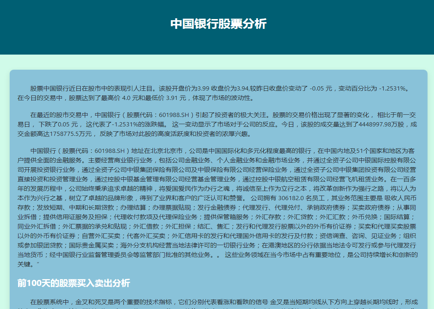 中国银行股票分析
股票中国银行近日在股市中的表现引人注目。该股开盘价为3.99 收盘价为3.94,较昨日收盘价变动了 -0.05 元，变动百分比为 -1.2531%。
在今日的交易中，股票达到了最高价 4.0 元和最低价 3.91 元，体现了市场的波动性。
在最近的股市交易中，中国银行 ( 股票代码：601988.SH ) 引起了投资者的极大关注。股票的交易价格出现了显著的变化， 相比于前一交
易日， 下跌了0.05 元， 这代表了-1.2531%的涨跌幅。 这一变动显示了市场对于公司的反应。今日，该股的成交量达到了4448997.98万股，成
交金额高达1758775.5万元， 反映了市场对此股的高度活跃度和投资者的浓厚兴趣。
中国银行 ( 股票代码：601988.SH ) 地址在北京北京市，公司是中国国际化和多元化程度最高的银行，在中国内地及51个国家和地区为客
户提供全面的金融服务。主要经营商业银行业务，包括公司金融业务、个人金融业务和金融市场业务，并通过全资子公司中银国际控股有限公
司开展投资银行业务，通过全资子公司中银集团保险有限公司及中银保险有限公司经营保险业务，通过全资子公司中银集团投资有限公司经营
直接投资和投资管理业务，通过控股中银基金管理有限公司经营基金管理业务，通过控股中银航空租赁有限公司经营飞机租赁业务。在一百多
年的发展历程中，公司始终秉承追求卓越的精神，将爱国爱民作为办行之魂，将诚信至上作为立行之本，将改革创新作为强行之路，将以人为
本作为兴行之基，树立了卓越的品牌形象，得到了业界和客户的广泛认可和赞誉。 公司拥有 306182.0 名员工，其业务范围主要是 吸收人民币
存款；发放短期、中期和长期贷款；办理结算；办理票据贴现；发行金融债券；代理发行、代理兑付、承销政府债券；买卖政府债券；从事同
业拆借；提供信用证服务及担保；代理收付款项及代理保险业务；提供保管箱服务；外汇存款；外汇贷款；外汇汇款；外币兑换；国际结算；
同业外汇拆借；外汇票据的承兑和贴现；外汇借款；外汇担保；结汇、售汇；发行和代理发行股票以外的外币有价证券；买卖和代理买卖股票
以外的外币有价证券；自营外汇买卖；代客外汇买卖；外汇信用卡的发行和代理国外信用卡的发行及付款；资信调查、咨询、见证业务；组织
或参加银团贷款；国际贵金属买卖；海外分支机构经营当地法律许可的一切银行业务；在港澳地区的分行依据当地法令可发行或参与代理发行
当地货币；经中国银行业监督管理委员会等监管部门批准的其他业务。。 这些业务领域在当今市场中占有重要地位，是公司持续增长和创新的
关键。"
前100天的股票买入卖出分析
在股票系统中，金叉和死叉是两个重要的技术指标，它们分别代表着涨和着跌的信号 金叉是当短期均线从下方向上穿越长期均线时，形成